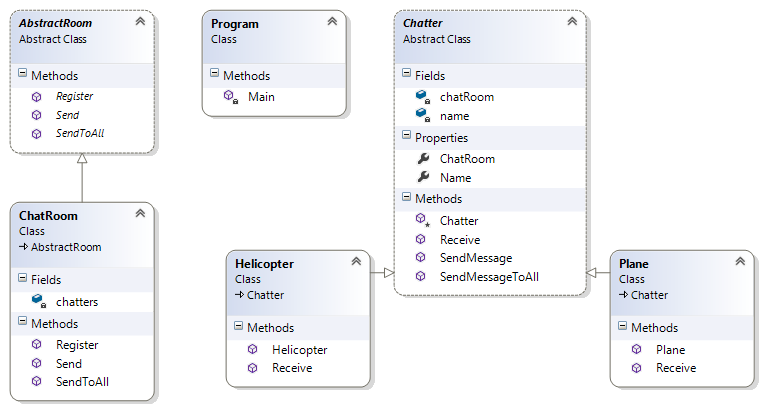 AbstractRoom
Abstract Class
Methods
Register
Send
SendToAll
ChatRoom
Class
AbstractRoom
Fields
chatters
Methods
Register
Send
SendToAll
Program
Class
Methods
Main
Chatter
Abstract Class
Fields
chatRoom
name
Properties
ChatRoom
Name
Methods
Chatter
Receive
SendMessage
SendMessageToAll
Helicopter
Class
Chatter
Methods
Helicopter
Receive
Plane
Class
Chatter
Methods
Plane
Receive